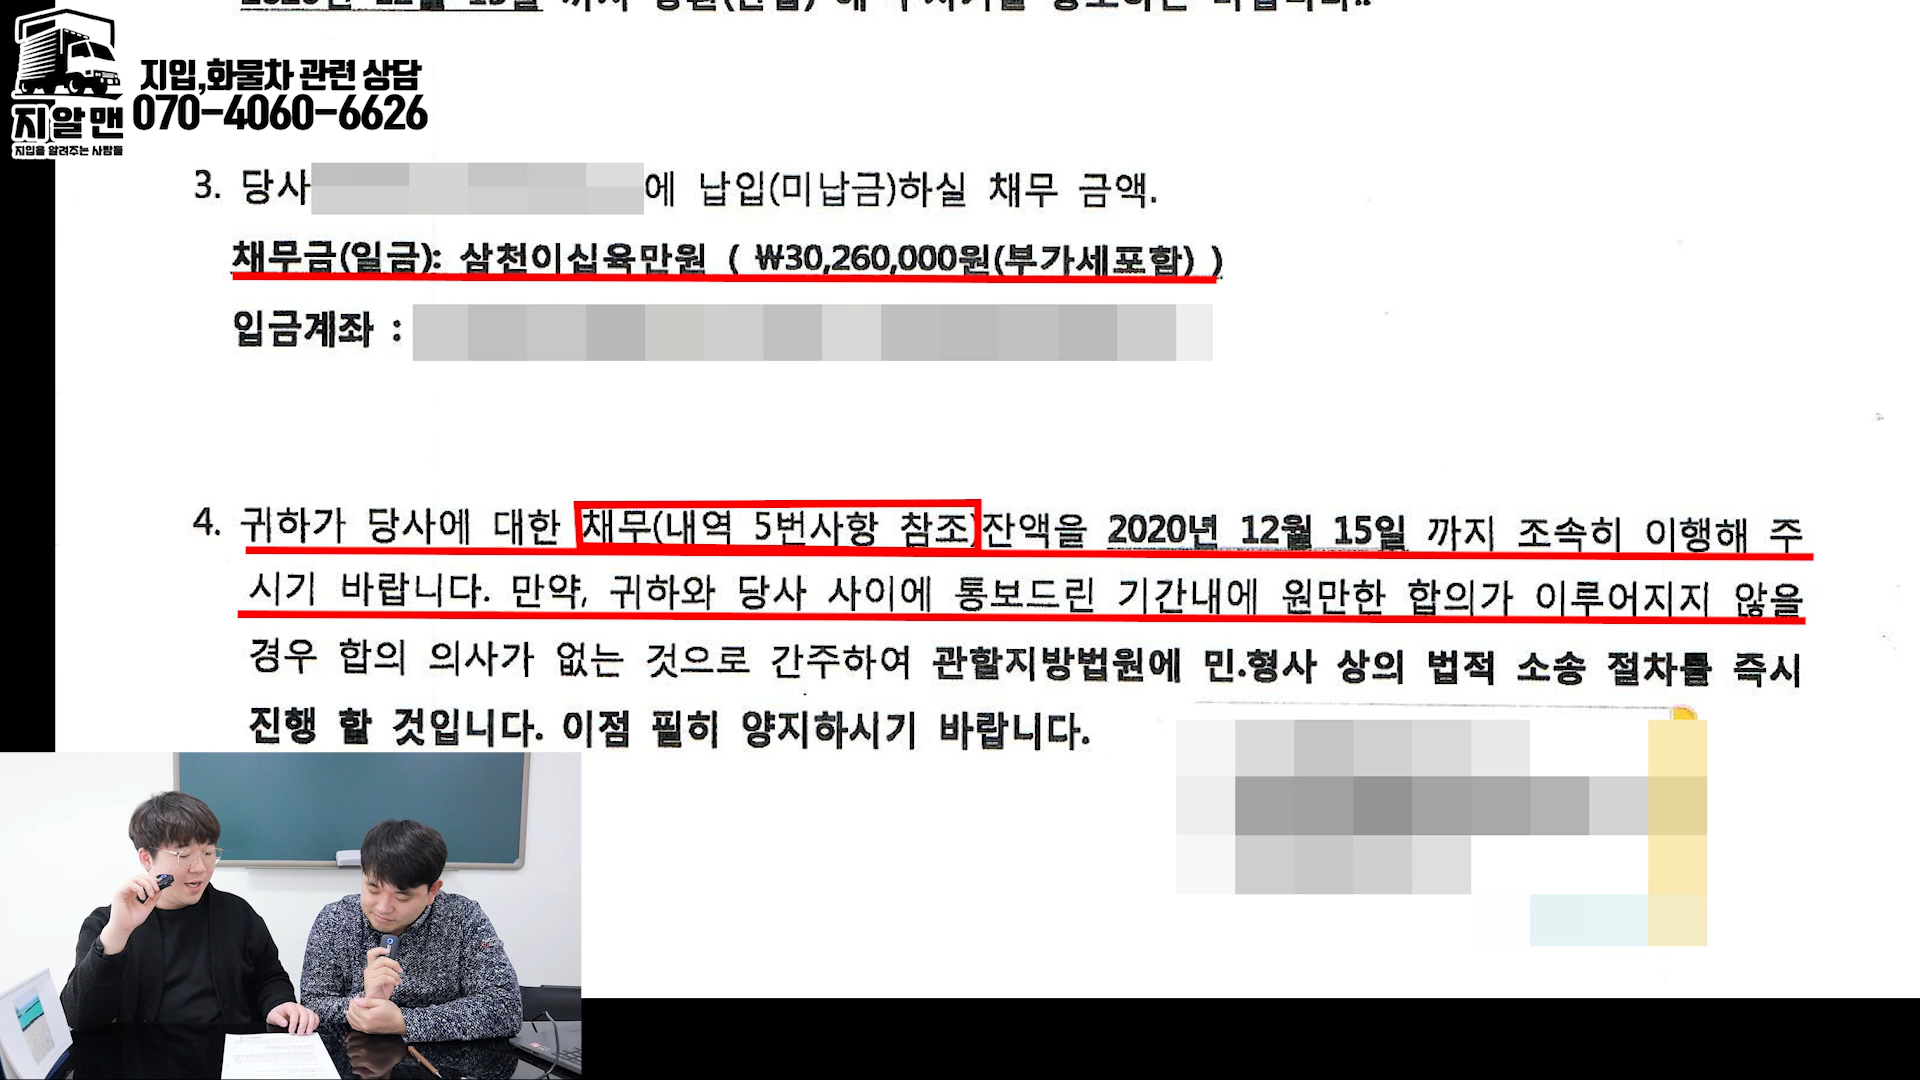 지입,화물차 관련 상담
070-4060-6626
지알맨
지입을 알려주는 사람들
3. 당사
에 납입(미납금)하실 채무 금액.
채무금(일금): 삼천이십육만원 ( ₩30,260,000원(부가세포함) )
입금계좌 :
4. 귀하가 당사에 대한 채무(내역 5번사항 참조)잔액을 2020년 12월 15일 까지 조속히 이행해 주
시기 바랍니다. 만약, 귀하와 당사 사이에 통보드린 기간내에 원만한 합의가 이루어지지 않을
경우 합의 의사가 없는 것으로 간주하여 관할지방법원에 민.형사 상의 법적 소송 절차를 즉시
진행 할 것입니다. 이점 필히 양지하시기 바랍니다.